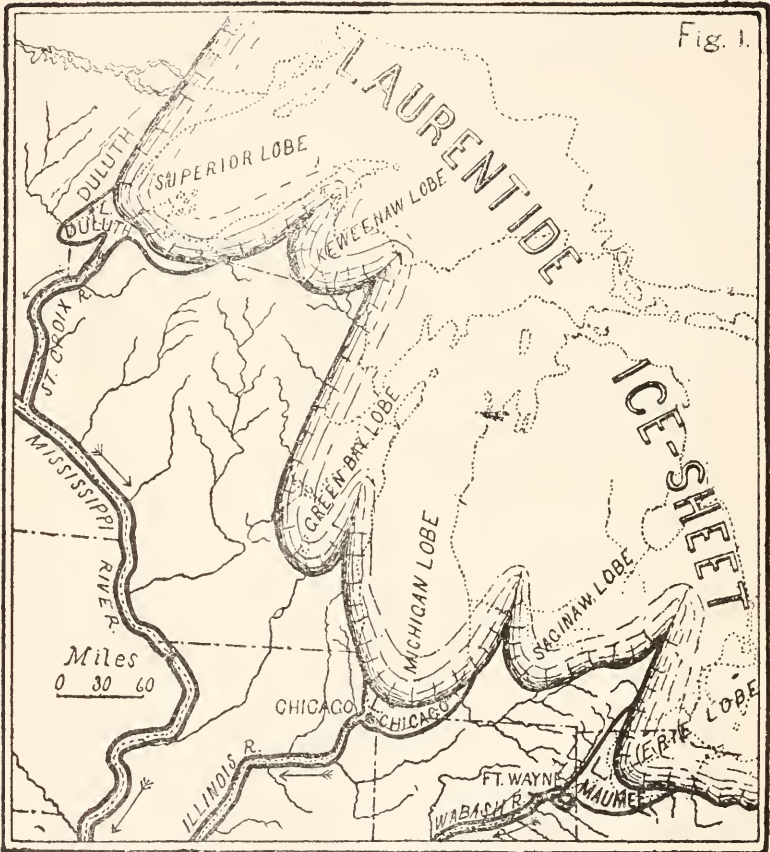 Fig. 1.
LAURENTIDE
ICE-SHEET
DULUTH
SUPERIOR LOBE
L.
DULUTH
KEWEENAW LOBE
ST. CROIX R.
GREEN BAY LOBE
MISSISSIPPI
RIVER.
MICHIGAN LOBE
SAGINAW LOBE
Miles
0 30 60
CHICAGO
L. CHICAGO
ERIE LOBE
ILLINOIS R.
FT. WAYNE
L.
MAUMEE
WABASH R.